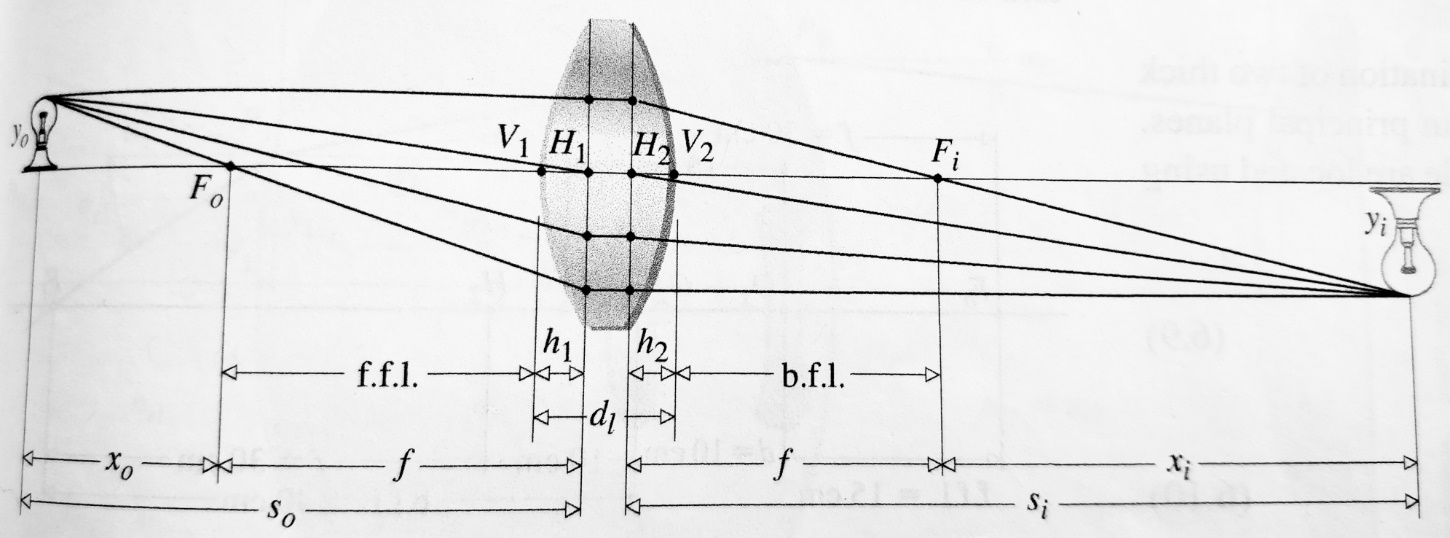 y_o
V_1 H_1 H_2 V_2
F_o
F_i
y_i
h_1 h_2
f.f.l. b.f.l.
d_l
x_o f f x_i
s_o s_i